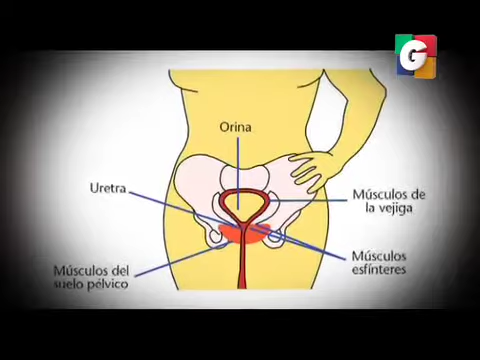 G
Orina
Uretra
Músculos de
la vejiga
Músculos
esfínteres
Músculos del
suelo pélvico